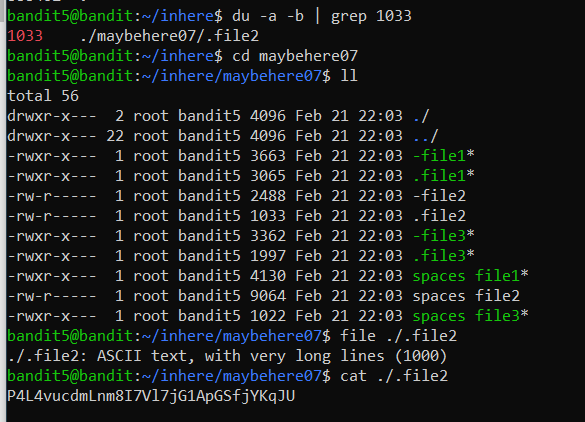 bandit5@bandit:~/inhere$ du -a -b | grep 1033
1033    ./maybehere07/.file2
bandit5@bandit:~/inhere$ cd maybehere07
bandit5@bandit:~/inhere/maybehere07$ ll
total 56
drwxr-x---  2 root bandit5 4096 Feb 21 22:03 ./
drwxr-x--- 22 root bandit5 4096 Feb 21 22:03 ../
-rwxr-x---  1 root bandit5 3663 Feb 21 22:03 -file1*
-rwxr-x---  1 root bandit5 3065 Feb 21 22:03 .file1*
-rw-r-----  1 root bandit5 2488 Feb 21 22:03 -file2
-rw-r-----  1 root bandit5 1033 Feb 21 22:03 .file2
-rwxr-x---  1 root bandit5 3362 Feb 21 22:03 -file3*
-rwxr-x---  1 root bandit5 1997 Feb 21 22:03 .file3*
-rwxr-x---  1 root bandit5 4130 Feb 21 22:03 spaces file1*
-rw-r-----  1 root bandit5 9064 Feb 21 22:03 spaces file2
-rwxr-x---  1 root bandit5 1022 Feb 21 22:03 spaces file3*
bandit5@bandit:~/inhere/maybehere07$ file ./.file2
./.file2: ASCII text, with very long lines (1000)
bandit5@bandit:~/inhere/maybehere07$ cat ./.file2
P4L4vucdmLnm8I7Vl7jG1ApGSfjYKqJU